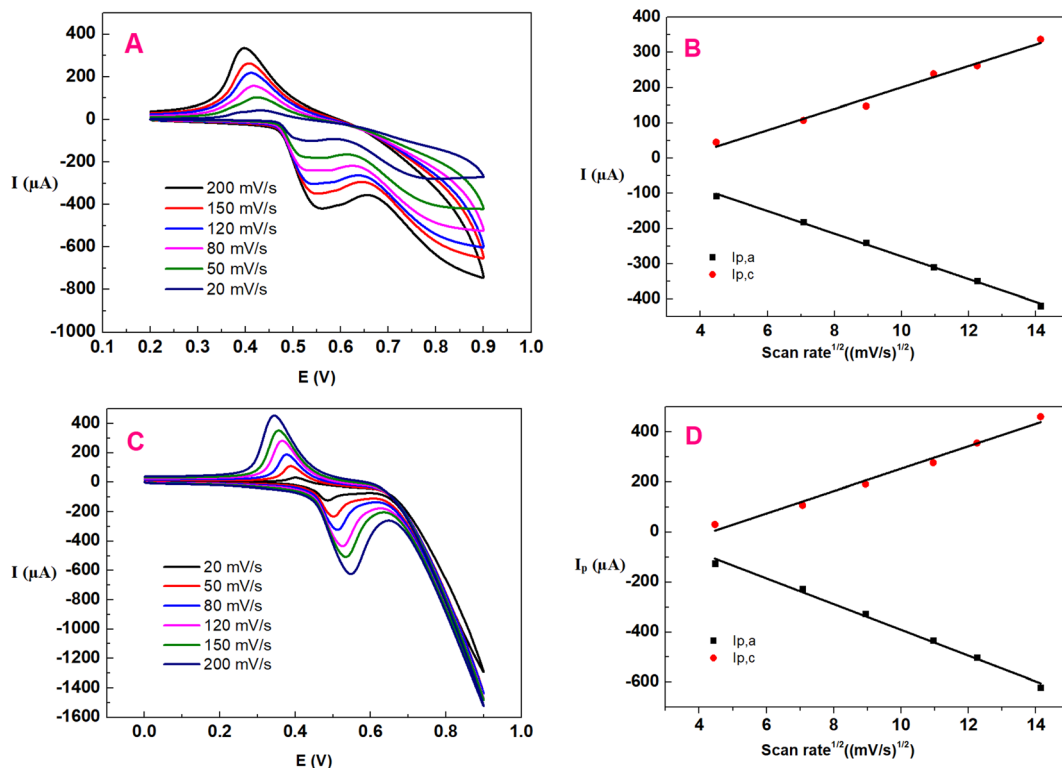 A
400
200
0
-200
-400
-600
-800
-1000
I (µA)
200 mV/s
150 mV/s
120 mV/s
80 mV/s
50 mV/s
20 mV/s
0.1 0.2 0.3 0.4 0.5 0.6 0.7 0.8 0.9 1.0
E (V)
B
400
300
200
100
0
-100
-200
-300
-400
I (µA)
Ip,a
Ip,c
4 6 8 10 12 14
Scan rate^1/2((mV/s)^1/2)
C
400
200
0
-200
-400
-600
-800
-1000
-1200
-1400
-1600
I (µA)
20 mV/s
50 mV/s
80 mV/s
120 mV/s
150 mV/s
200 mV/s
0.0 0.2 0.4 0.6 0.8 1.0
E (V)
D
400
200
0
-200
-400
-600
Ip (µA)
Ip,a
Ip,c
4 6 8 10 12 14
Scan rate^1/2((mV/s)^1/2)